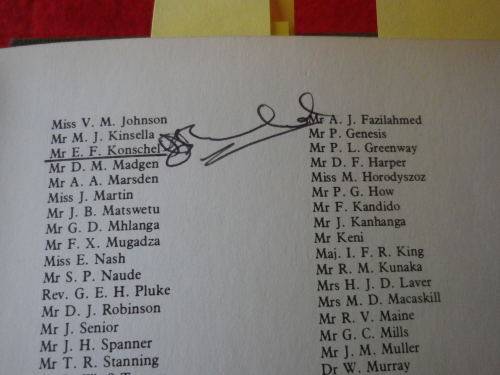 Miss V. M. Johnson
Mr M. J. Kinsella
Mr E. F. Konschel
Mr D. M. Madgen
Mr A. A. Marsden
Miss J. Martin
Mr J. B. Matswetu
Mr G. D. Mhlanga
Mr F. X. Mugadza
Miss E. Nash
Mr S. P. Naude
Rev. G. E. H. Pluke
Mr D. J. Robinson
Mr J. Senior
Mr J. H. Spanner
Mr T. R. Stanning
Mr A. J. Fazilahmed
Mr P. Genesis
Mr P. L. Greenway
Mr D. F. Harper
Miss M. Horodyszoz
Mr P. G. How
Mr F. Kandido
Mr J. Kanhanga
Mr Keni
Maj. I. F. R. King
Mr R. M. Kunaka
Mrs H. J. D. Laver
Mrs M. D. Macaskill
Mr R. V. Maine
Mr G. C. Mills
Mr J. M. Muller
Dr W. Murray